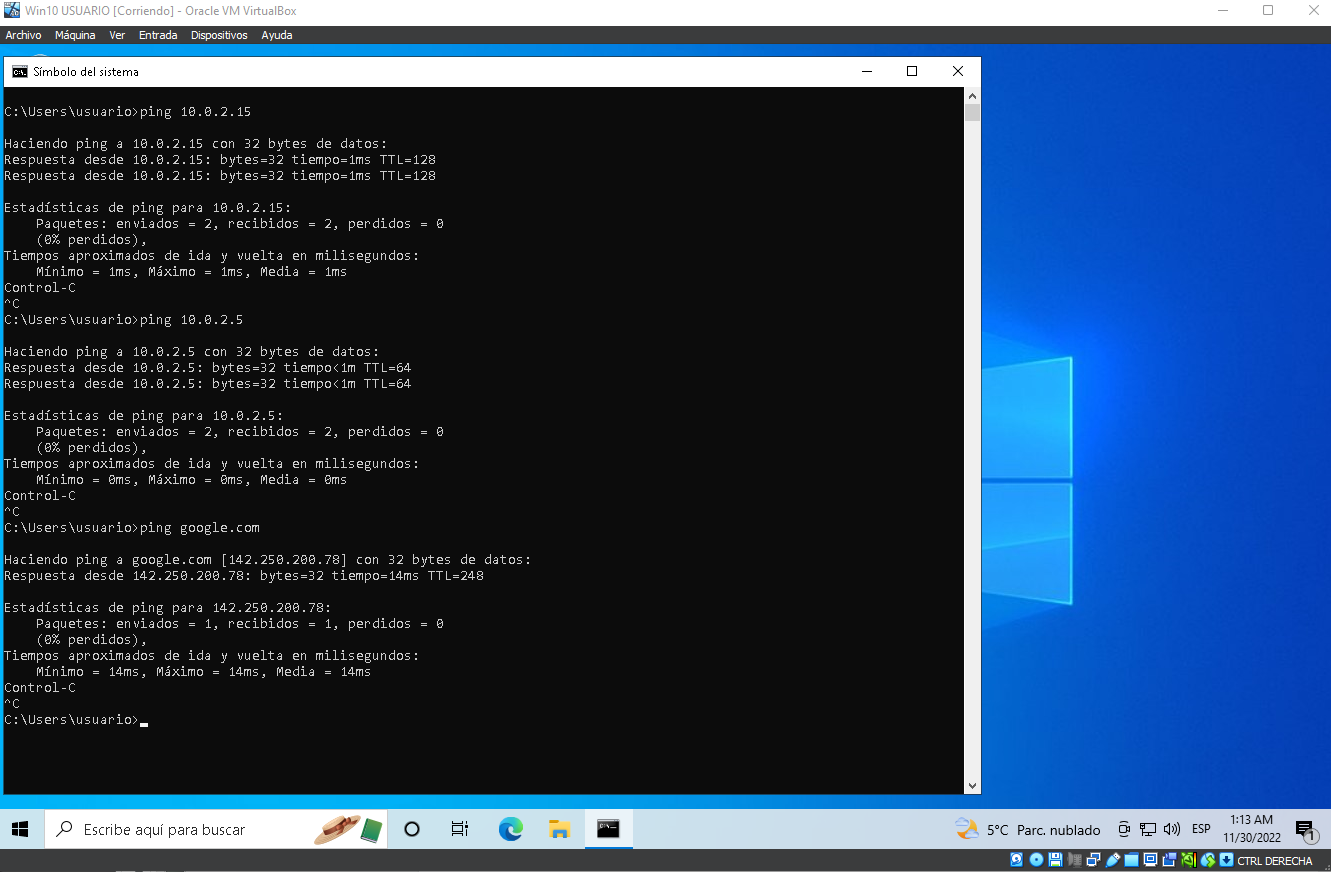 Win10 USUARIO [Corriendo] - Oracle VM VirtualBox
Archivo Máquina Ver Entrada Dispositivos Ayuda
Símbolo del sistema
C:\Users\usuario>ping 10.0.2.15
Haciendo ping a 10.0.2.15 con 32 bytes de datos:
Respuesta desde 10.0.2.15: bytes=32 tiempo=1ms TTL=128
Respuesta desde 10.0.2.15: bytes=32 tiempo=1ms TTL=128
Estadísticas de ping para 10.0.2.15:
Paquetes: enviados = 2, recibidos = 2, perdidos = 0
(0% perdidos),
Tiempos aproximados de ida y vuelta en milisegundos:
Mínimo = 1ms, Máximo = 1ms, Media = 1ms
Control-C
^C
C:\Users\usuario>ping 10.0.2.5
Haciendo ping a 10.0.2.5 con 32 bytes de datos:
Respuesta desde 10.0.2.5: bytes=32 tiempo<1m TTL=64
Respuesta desde 10.0.2.5: bytes=32 tiempo<1m TTL=64
Estadísticas de ping para 10.0.2.5:
Paquetes: enviados = 2, recibidos = 2, perdidos = 0
(0% perdidos),
Tiempos aproximados de ida y vuelta en milisegundos:
Mínimo = 0ms, Máximo = 0ms, Media = 0ms
Control-C
^C
C:\Users\usuario>ping google.com
Haciendo ping a google.com [142.250.200.78] con 32 bytes de datos:
Respuesta desde 142.250.200.78: bytes=32 tiempo=14ms TTL=248
Estadísticas de ping para 142.250.200.78:
Paquetes: enviados = 1, recibidos = 1, perdidos = 0
(0% perdidos),
Tiempos aproximados de ida y vuelta en milisegundos:
Mínimo = 14ms, Máximo = 14ms, Media = 14ms
Control-C
^C
C:\Users\usuario>
Escribe aquí para buscar
5°C Parc. nublado
ESP
1:13 AM
11/30/2022
1
CTRL DERECHA